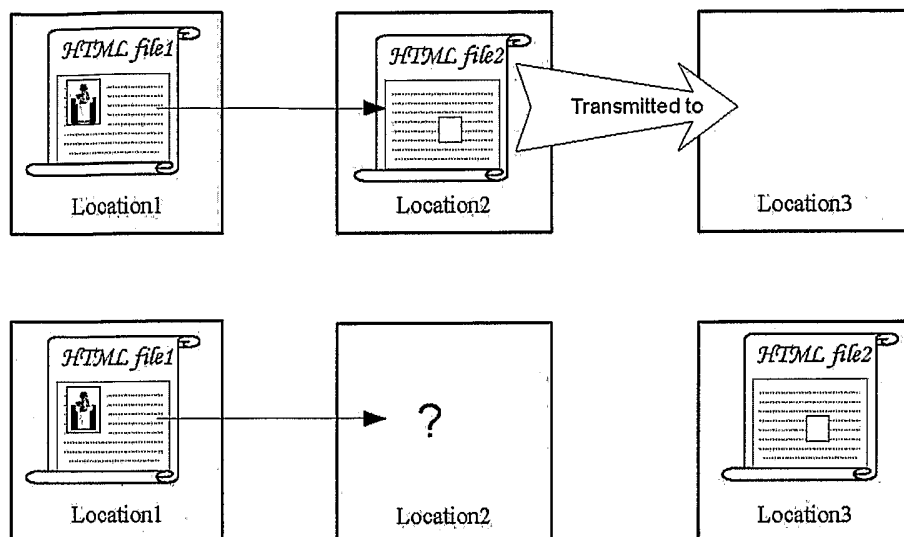 HTML file1
HTML file2
Transmitted to
Location1
Location2
Location3
HTML file1
?
HTML file2
Location1
Location2
Location3